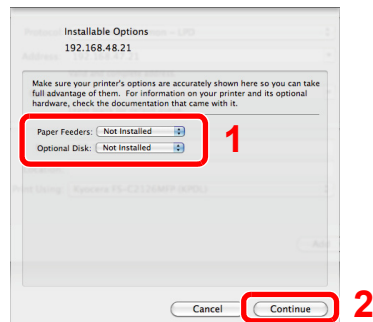 Installable Options
192.168.48.21
Make sure your printer's options are accurately shown here so you can take
full advantage of them. For information on your printer and its optional
hardware, check the documentation that came with it.
Paper Feeders: Not Installed
1
Optional Disk: Not Installed
Add
Cancel
Continue
2